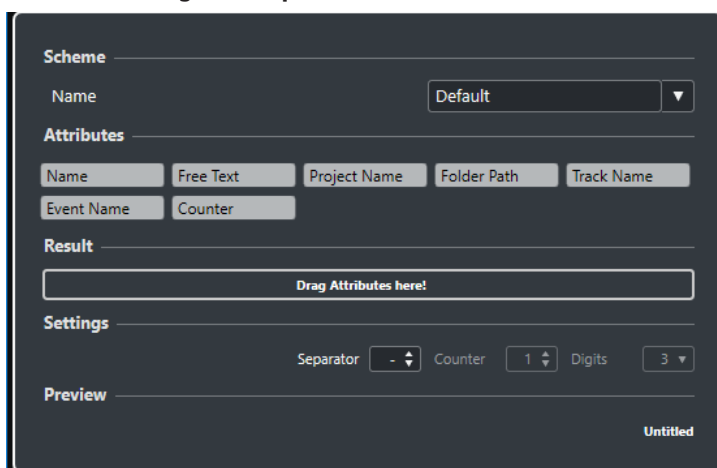 Scheme
Name Default
Attributes
Name Free Text Project Name Folder Path Track Name
Event Name Counter
Result
Drag Attributes here!
Settings
Separator - Counter 1 Digits 3
Preview
Untitled